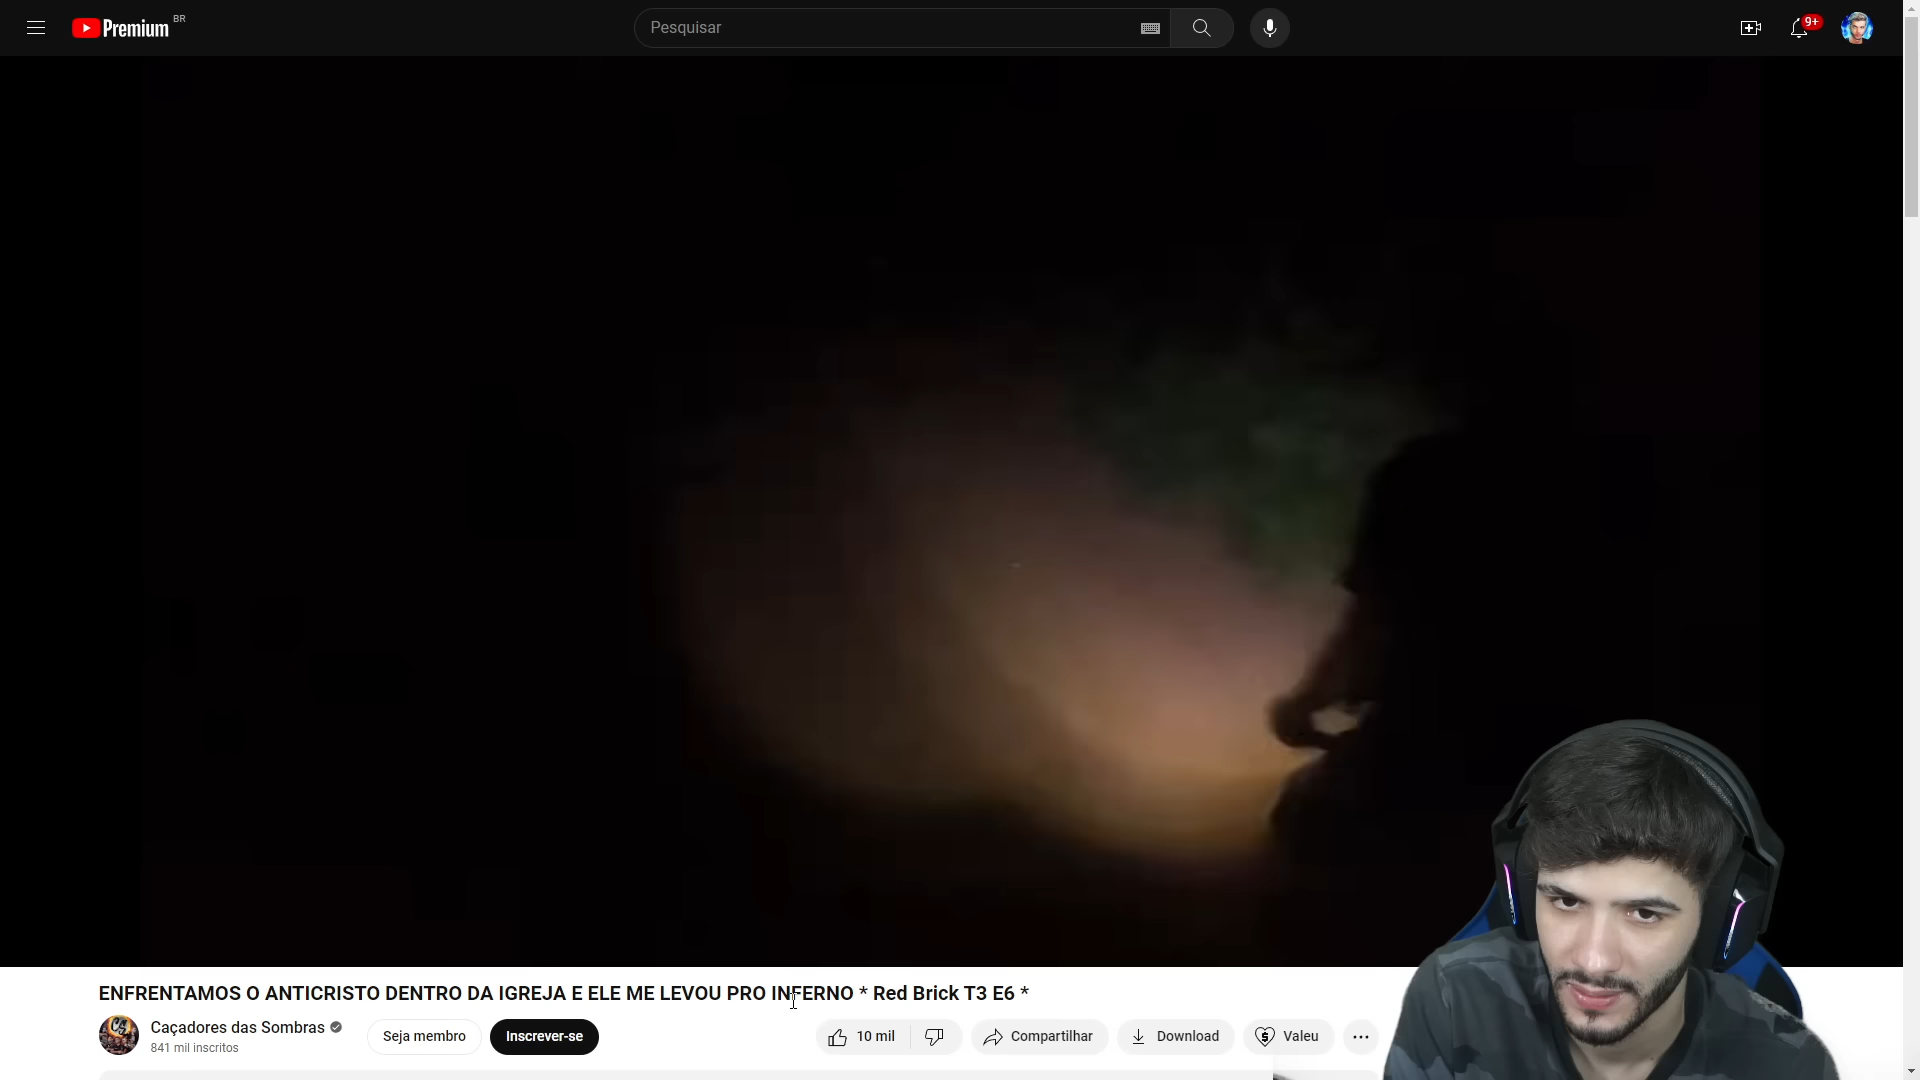 Premium BR
Pesquisar
9+
ENFRENTAMOS O ANTICRISTO DENTRO DA IGREJA E ELE ME LEVOU PRO INFERNO * Red Brick T3 E6 *
CS
Caçadores das Sombras
841 mil inscritos
Seja membro
Inscrever-se
10 mil
Compartilhar
Download
Valeu